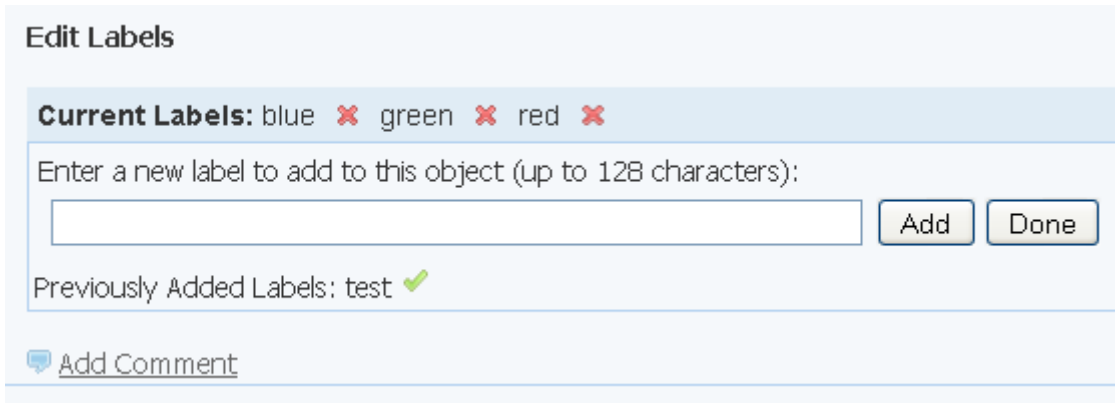 Edit Labels
Current Labels: blue green red
Enter a new label to add to this object (up to 128 characters):
Add Done
Previously Added Labels: test
Add Comment